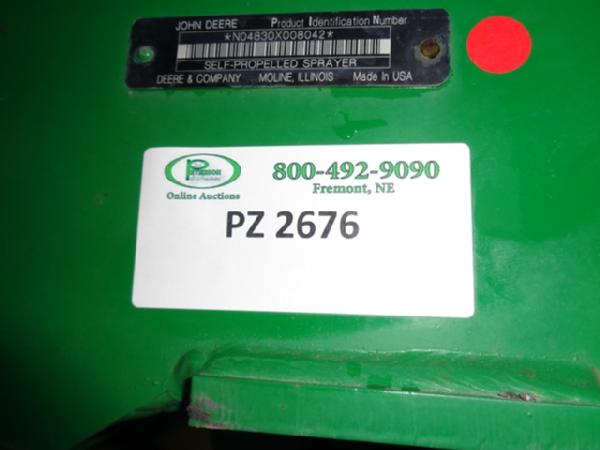 JOHN DEERE Product Identification Number
*N04830X008042*
SELF-PROPELLED SPRAYER
DEERE & COMPANY MOLINE, ILLINOIS Made In USA
800-492-9090
Fremont, NE
Online Auctions
PZ 2676